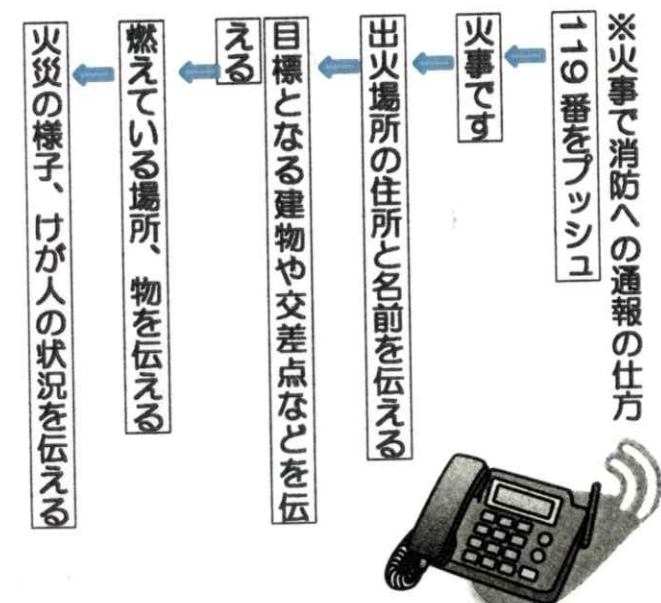 ※火事で消防への通報の仕方
119番をプッシュ
火事です
出火場所の住所と名前を伝える
目標となる建物や交差点などを伝
える
燃えている場所、物を伝える
火災の様子、けが人の状況を伝える